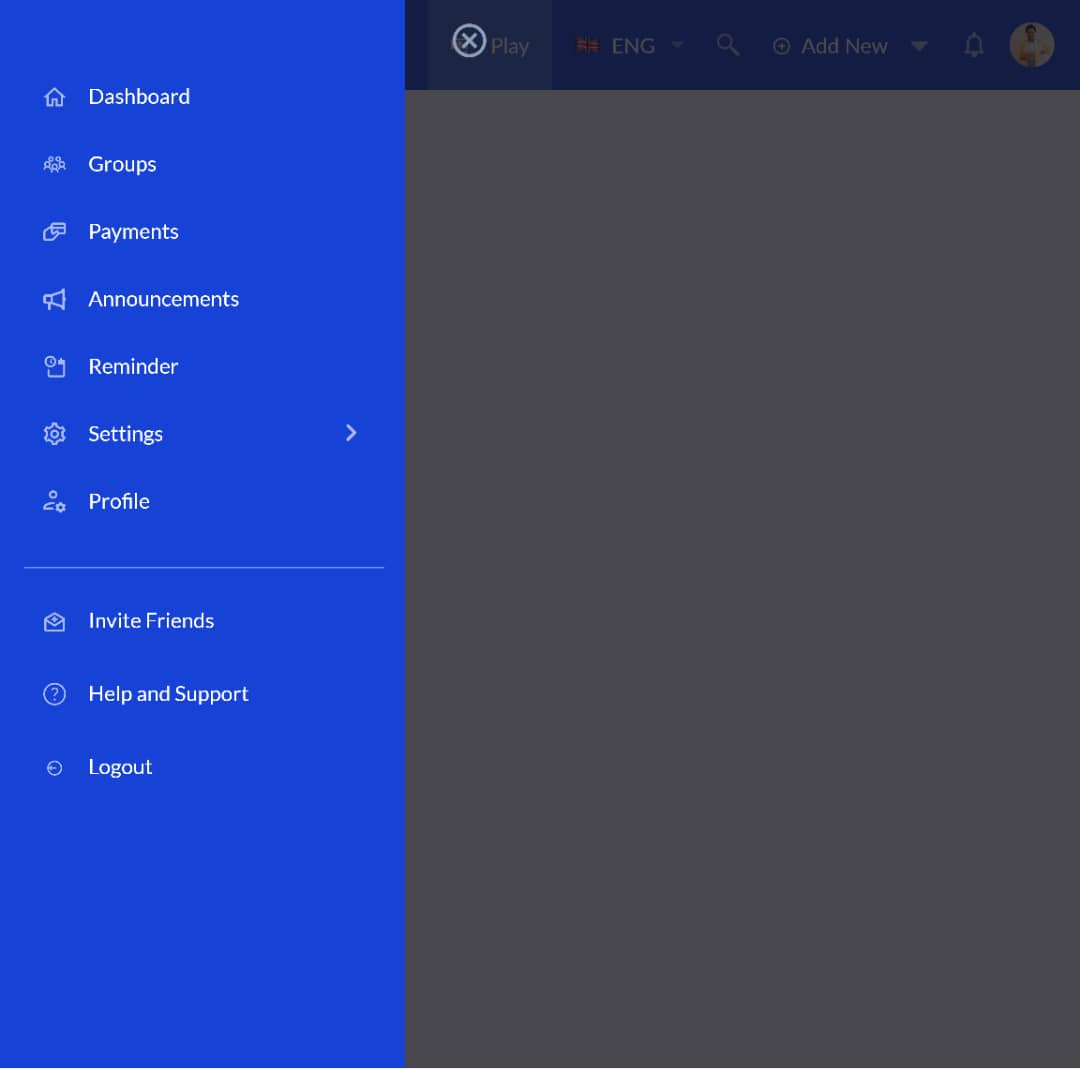 Dashboard
Groups
Payments
Announcements
Reminder
Settings
Profile
Invite Friends
Help and Support
Logout
Play
ENG
Add New